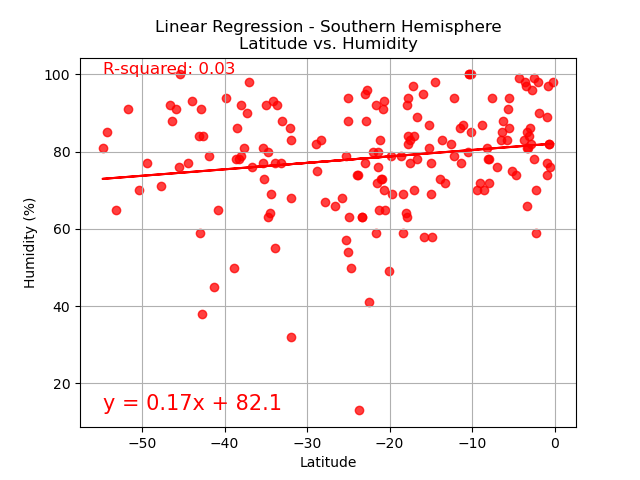 Linear Regression - Southern Hemisphere
Latitude vs. Humidity
R-squared: 0.03
100
80
60
40
20
Humidity (%)
y = 0.17x + 82.1
−50
−40
−30
−20
−10
0
Latitude